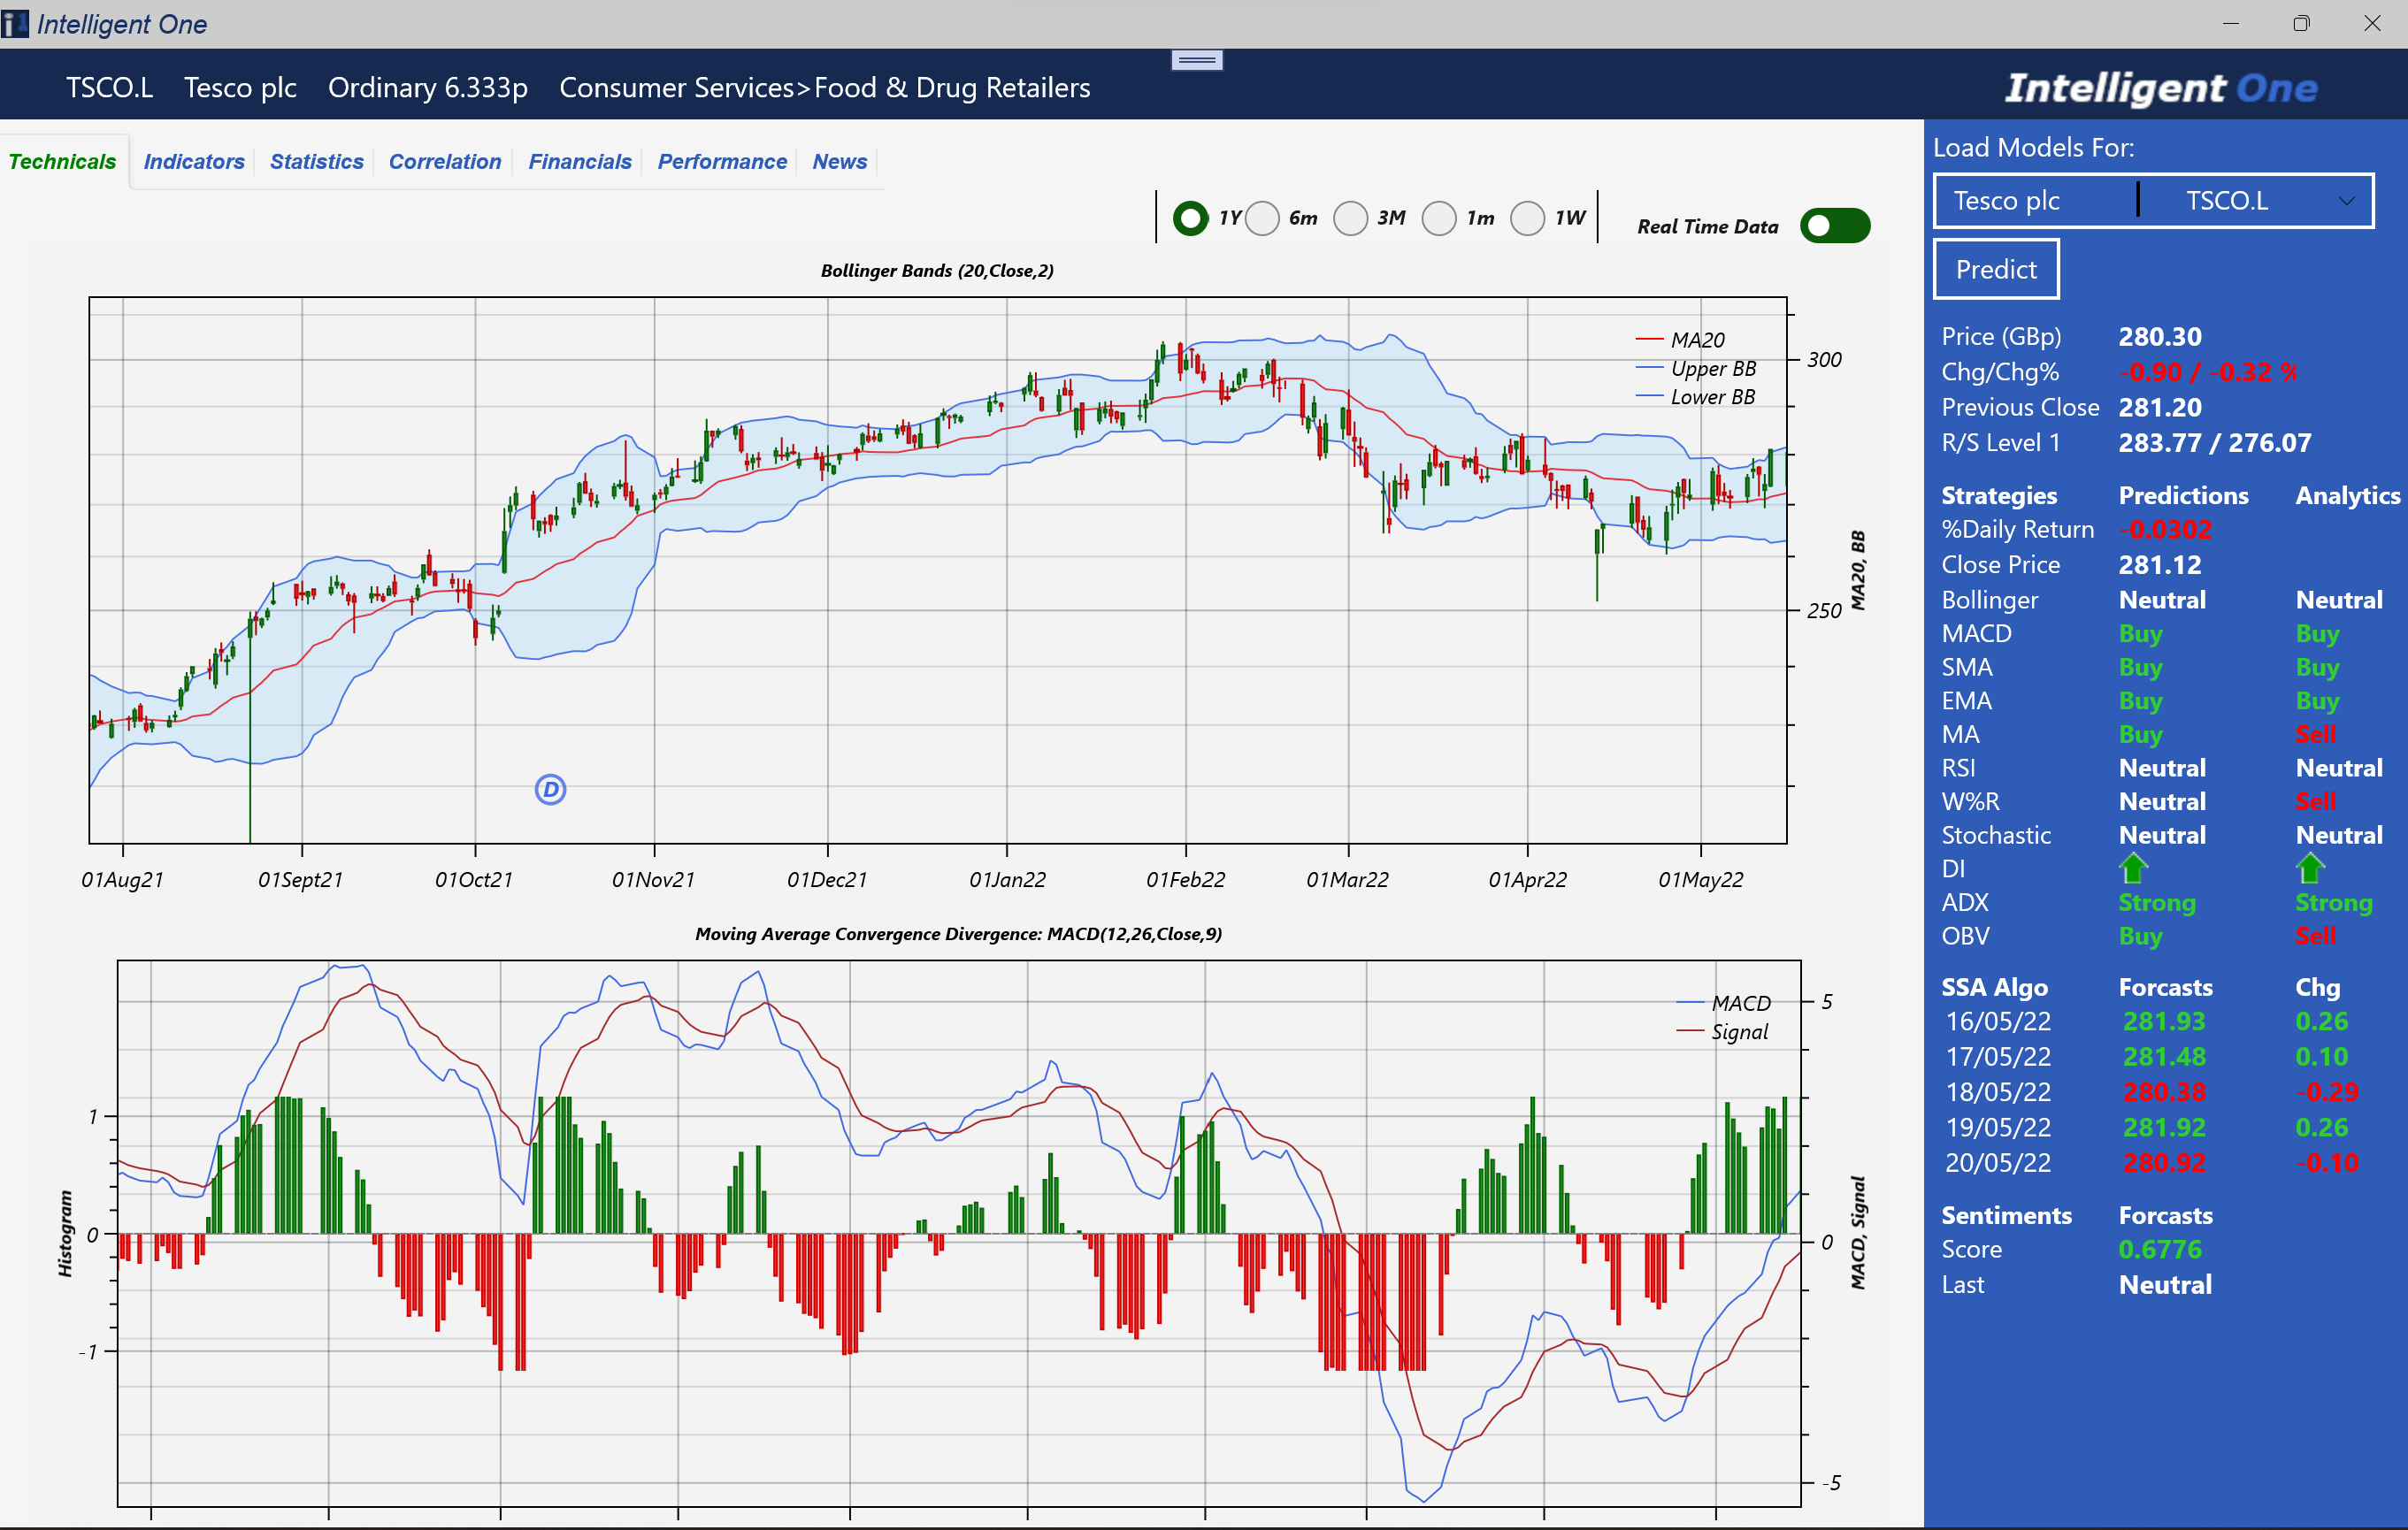 Intelligent One
TSCO.L Tesco plc Ordinary 6.333p Consumer Services>Food & Drug Retailers
Intelligent One
Technicals Indicators Statistics Correlation Financials Performance News
1Y 6m 3M 1m 1W
Real Time Data
Bollinger Bands (20,Close,2)
MA20
Upper BB
Lower BB
300
250
MA20, BB
D
01Aug21 01Sept21 01Oct21 01Nov21 01Dec21 01Jan22 01Feb22 01Mar22 01Apr22 01May22
Moving Average Convergence Divergence: MACD(12,26,Close,9)
MACD
Signal
1
0
-1
Histogram
5
0
-5
MACD, Signal
Load Models For:
Tesco plc TSCO.L
Predict
Price (GBp) 280.30
Chg/Chg% -0.90 / -0.32 %
Previous Close 281.20
R/S Level 1 283.77 / 276.07
Strategies Predictions Analytics
%Daily Return -0.0302
Close Price 281.12
Bollinger Neutral Neutral
MACD Buy Buy
SMA Buy Buy
EMA Buy Buy
MA Buy Sell
RSI Neutral Neutral
W%R Neutral Sell
Stochastic Neutral Neutral
DI
ADX Strong Strong
OBV Buy Sell
SSA Algo Forcasts Chg
16/05/22 281.93 0.26
17/05/22 281.48 0.10
18/05/22 280.38 -0.29
19/05/22 281.92 0.26
20/05/22 280.92 -0.10
Sentiments Forcasts
Score 0.6776
Last Neutral